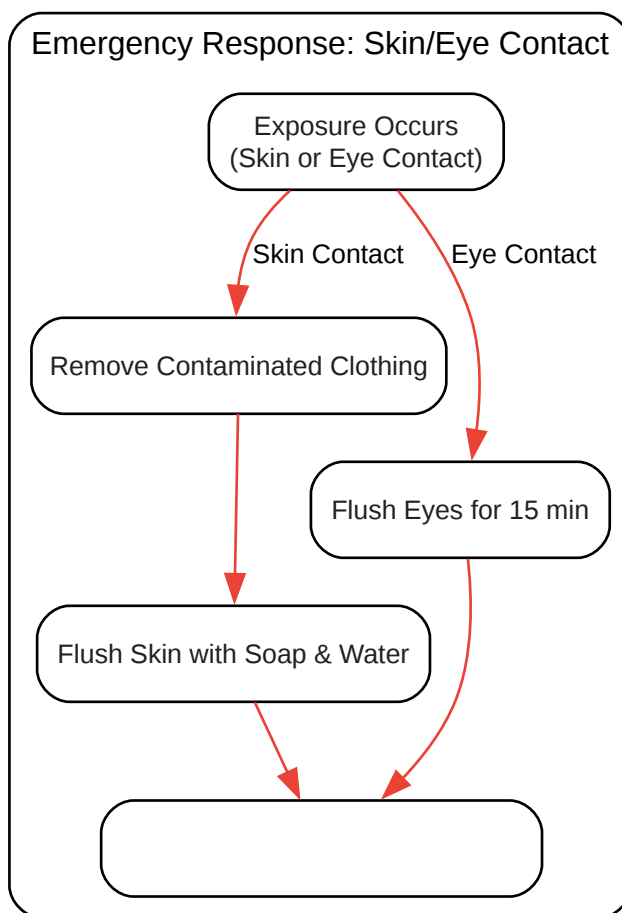 Emergency Response: Skin/Eye Contact
Exposure Occurs
(Skin or Eye Contact)
Skin Contact
Eye Contact
Remove Contaminated Clothing
Flush Eyes for 15 min
Flush Skin with Soap & Water